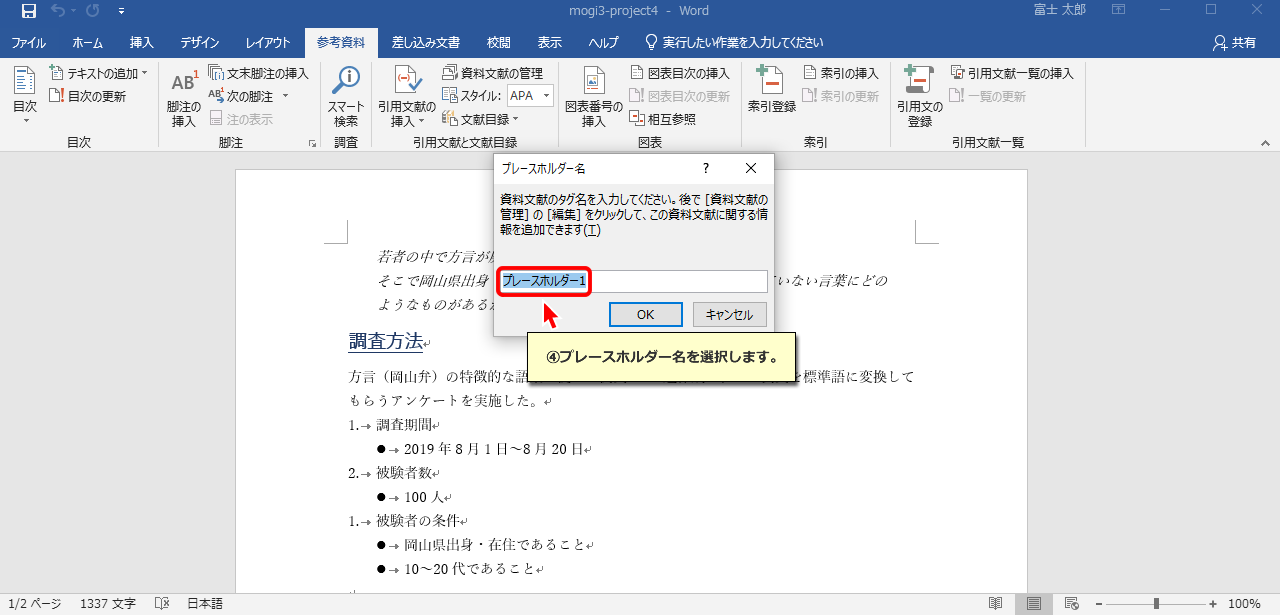 mogi3-project4 - Word
富士 太郎
ファイル ホーム 挿入 デザイン レイアウト 参考資料 差し込み文書 校閲 表示 ヘルプ 実行したい作業を入力してください 共有
目次
テキストの追加
目次の更新
目次
AB1
脚注の
挿入
文末脚注の挿入
AB1 次の脚注
注の表示
脚注
スマート
検索
調査
引用文献の
挿入
資料文献の管理
スタイル: APA
文献目録
引用文献と文献目録
図表番号の
挿入
図表目次の挿入
図表目次の更新
相互参照
図表
索引登録
索引の挿入
索引の更新
索引
引用文の
登録
引用文献一覧の挿入
一覧の更新
引用文献一覧
プレースホルダー名 ?
資料文献のタグ名を入力してください。後で [資料文献の
管理] の [編集] をクリックして、この資料文献に関する情
報を追加できます(T)
プレースホルダー1
OK キャンセル
④プレースホルダー名を選択します。
若者の中で方言が
そこで岡山県出身 いない言葉にどの
ようなものがある
調査方法
方言（岡山弁）の特徴的な語 標準語に変換して
もらうアンケートを実施した。
1. 調査期間
● 2019 年 8 月 1 日～8 月 20 日
2. 被験者数
● 100 人
1. 被験者の条件
● 岡山県出身・在住であること
● 10～20 代であること
1/2 ページ 1337 文字 日本語 100%